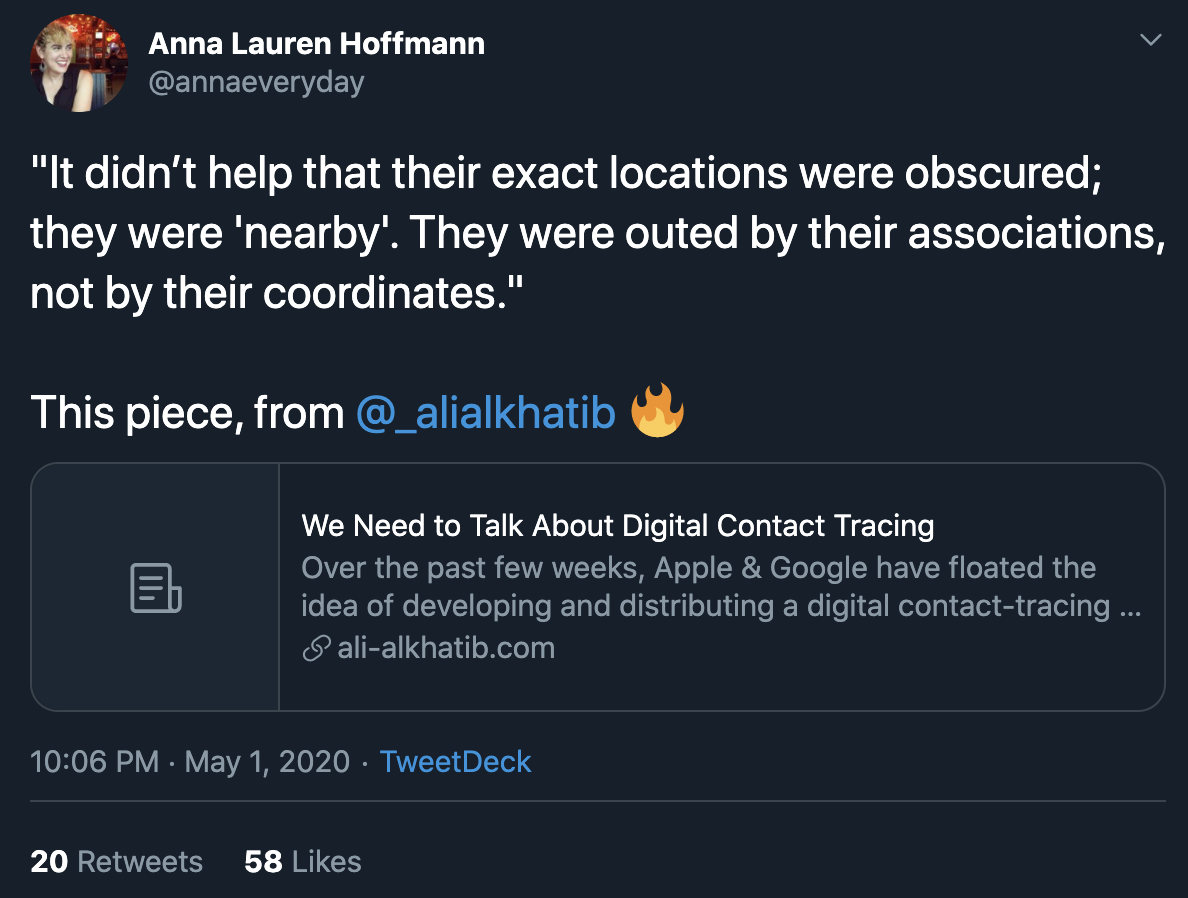 Anna Lauren Hoffmann
@annaeveryday
"It didn’t help that their exact locations were obscured;
they were 'nearby'. They were outed by their associations,
not by their coordinates."
This piece, from @_alialkhatib 🔥
We Need to Talk About Digital Contact Tracing
Over the past few weeks, Apple & Google have floated the
idea of developing and distributing a digital contact-tracing ...
ali-alkhatib.com
10:06 PM · May 1, 2020 · TweetDeck
20 Retweets 58 Likes